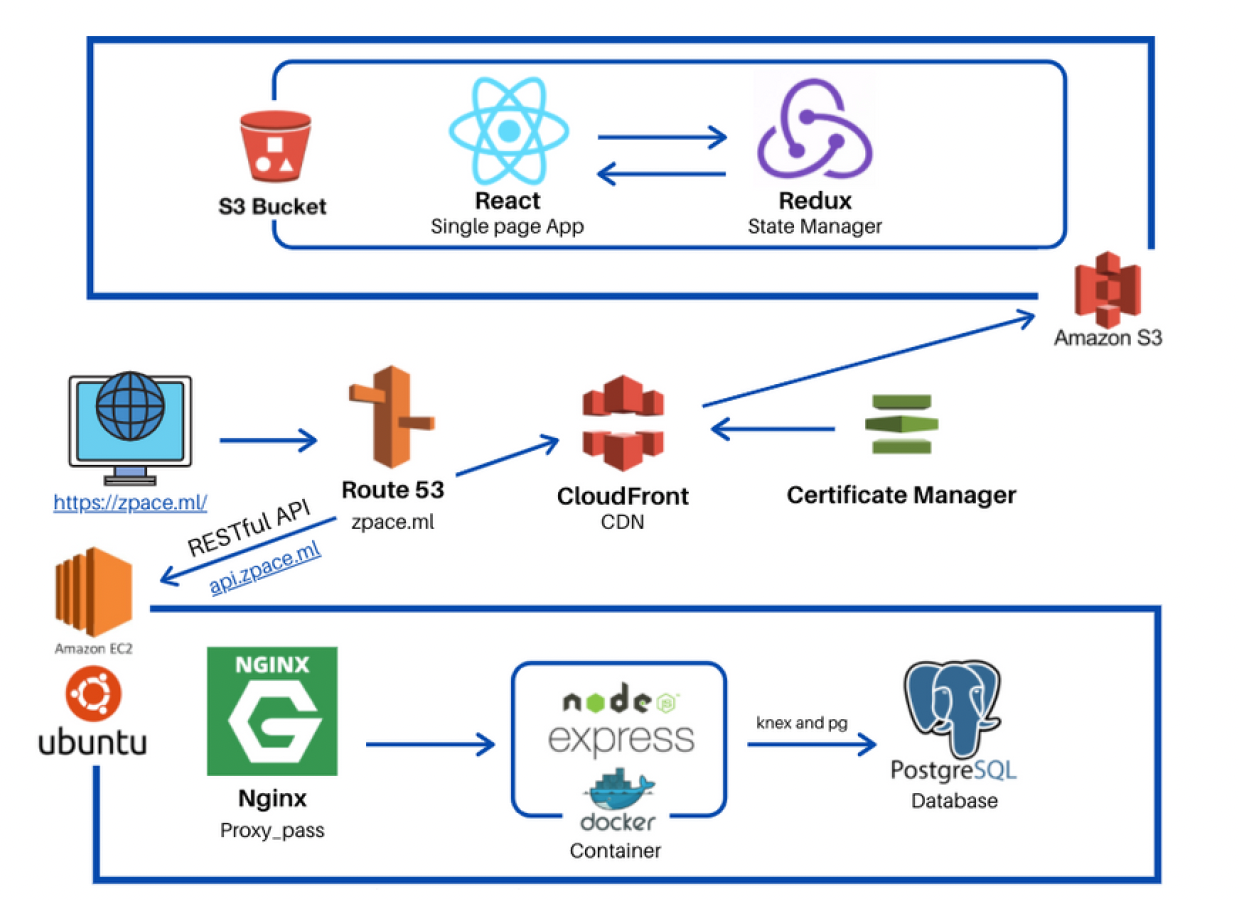 S3 Bucket
React
Single page App
Redux
State Manager
Amazon S3
https://zpace.ml/
Route 53
zpace.ml
CloudFront
CDN
Certificate Manager
RESTful API
api.zpace.ml
Amazon EC2
ubuntu
NGINX
Nginx
Proxy_pass
node
JS
express
docker
Container
knex and pg
PostgreSQL
Database